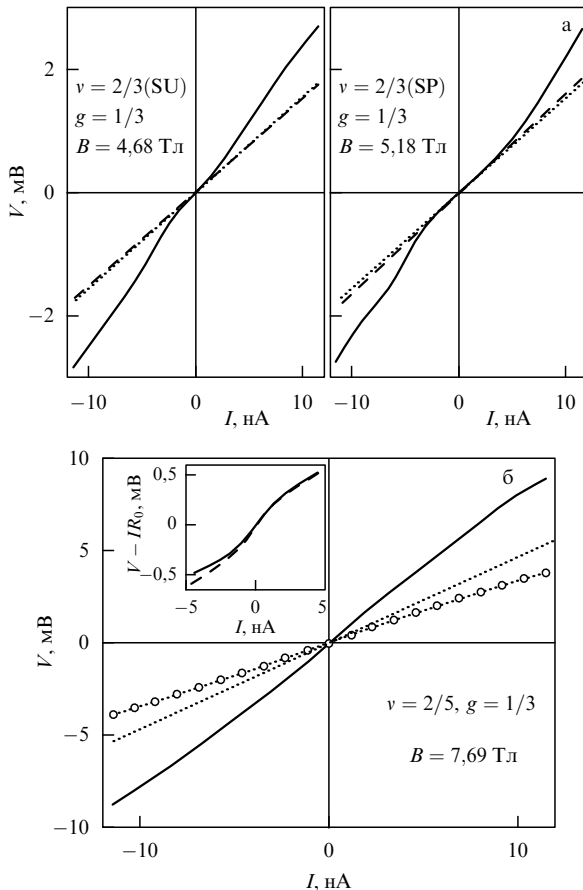 а
2
0
−2
V, мВ
ν = 2/3(SU)
g = 1/3
B = 4,68 Тл
ν = 2/3(SP)
g = 1/3
B = 5,18 Тл
−10 0 10 −10 0 10
I, нА I, нА
б
10
5
0
−5
−10
V, мВ
0,5
0
−0,5
V − IR₀, мВ
−5 0 5
I, нА
ν = 2/5, g = 1/3
B = 7,69 Тл
−10 0 10
I, нА